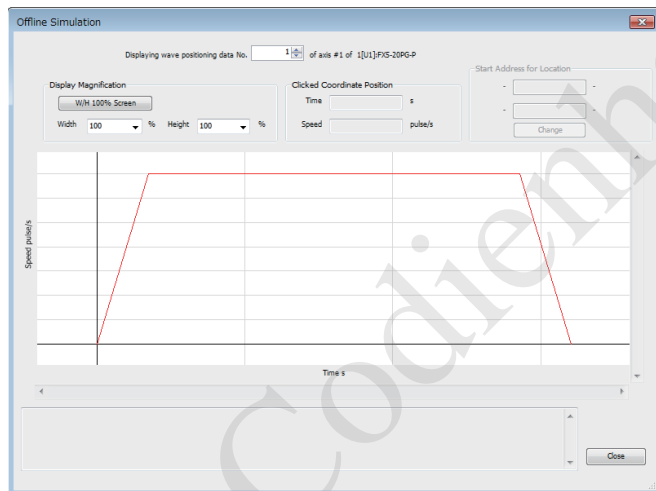 Offline Simulation
Displaying wave positioning data No. 1 of axis #1 of 1[U1]:FX5-20PG-P
Start Address for Location
Display Magnification
Clicked Coordinate Position
W/H 100% Screen
Time s
- -
Width 100 % Height 100 %
Speed pulse/s
- -
Change
Speed pulse/s
Time s
Close
Codienh